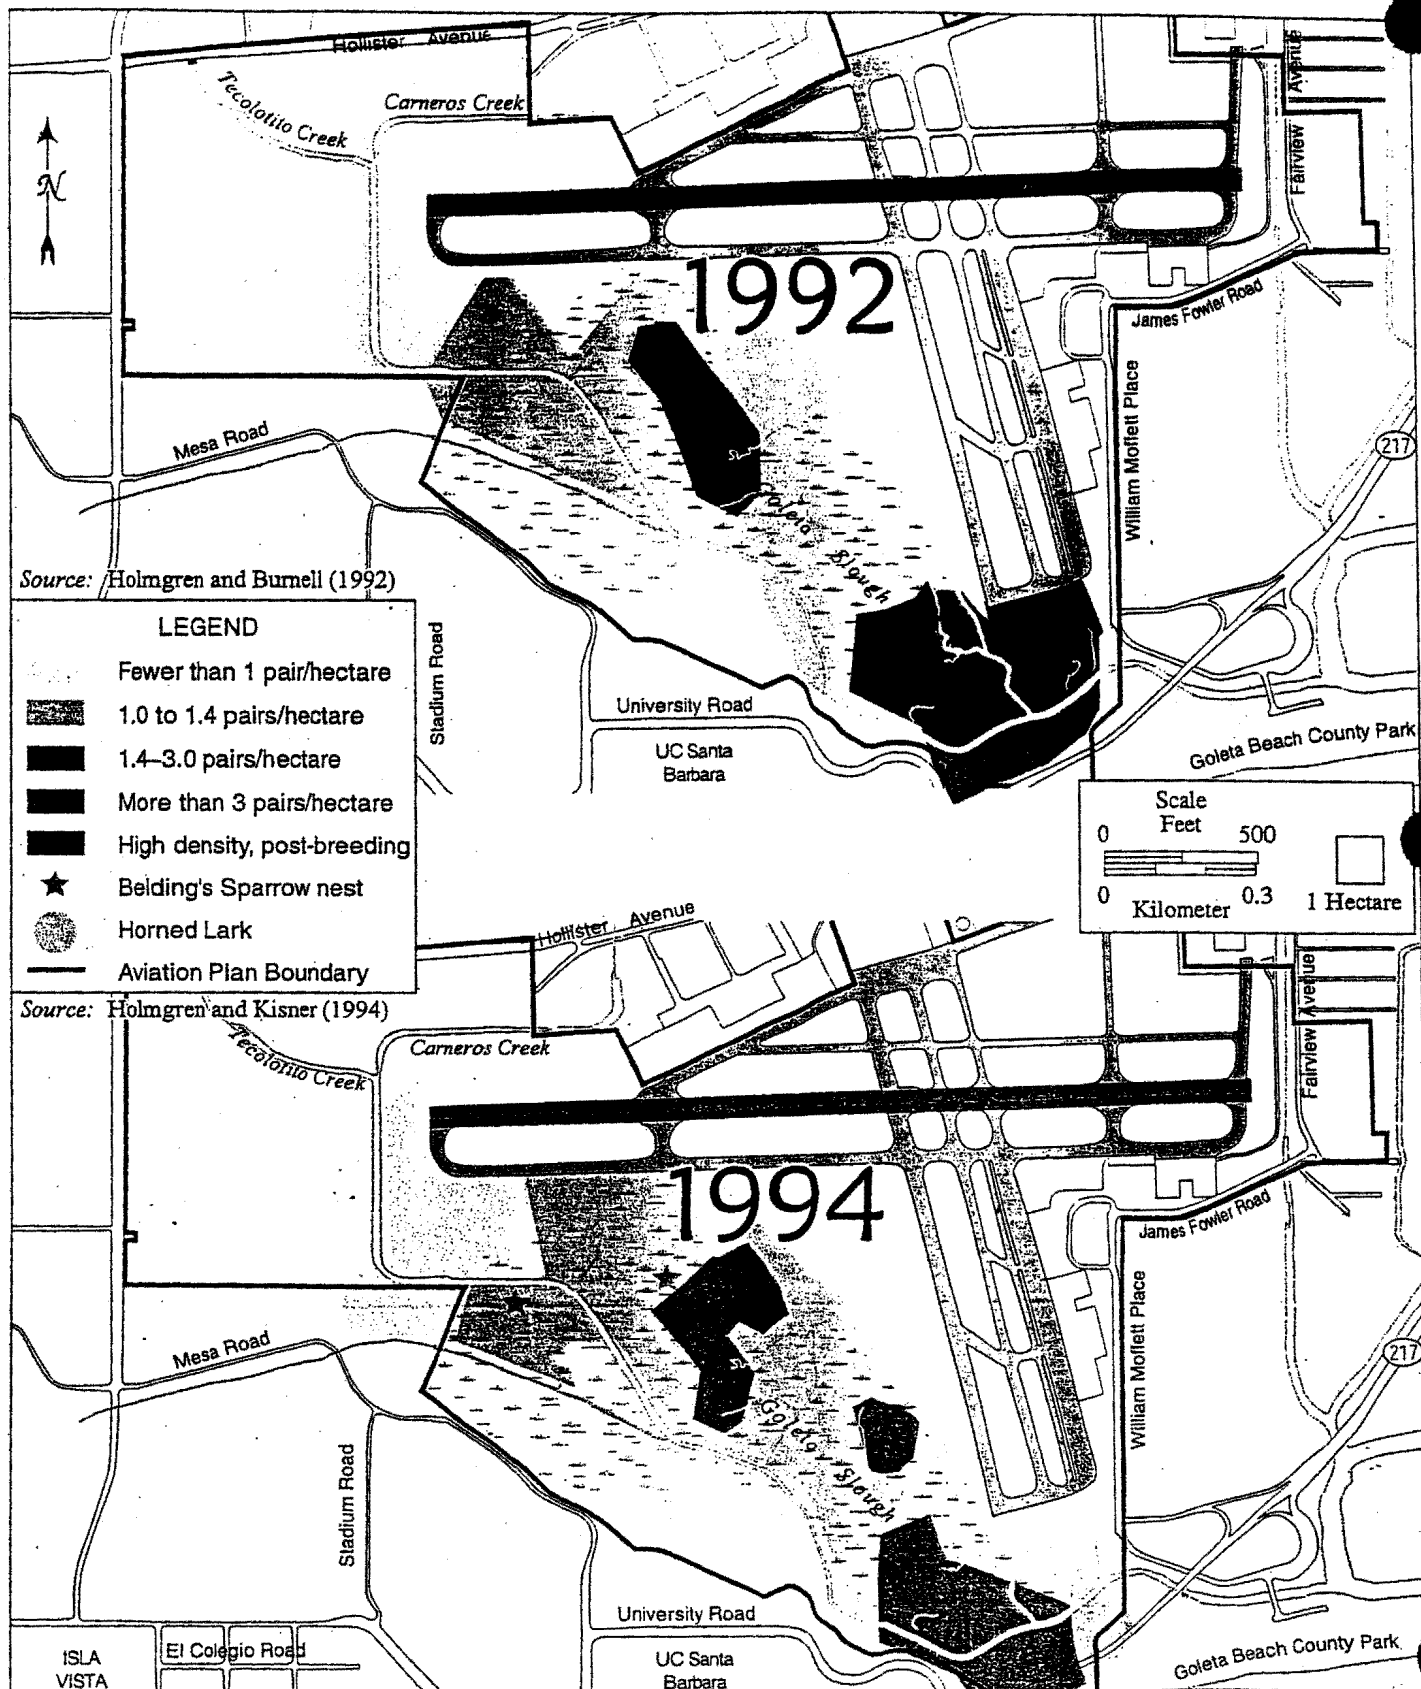 Hollister Avenue
Tecolotito Creek
Carneros Creek
N
Avenue
Fairview
1992
James Fowler Road
William Moffett Place
217
Mesa Road
Goleta
Slough
Source: Holmgren and Burnell (1992)
LEGEND
Fewer than 1 pair/hectare
1.0 to 1.4 pairs/hectare
1.4–3.0 pairs/hectare
More than 3 pairs/hectare
High density, post-breeding
Belding's Sparrow nest
Horned Lark
Aviation Plan Boundary
Stadium Road
University Road
UC Santa
Barbara
Goleta Beach County Park
Scale
Feet
0 500
0 Kilometer 0.3
1 Hectare
Source: Holmgren and Kisner (1994)
Hollister Avenue
Tecolotito Creek
Carneros Creek
Fairview Avenue
1994
James Fowler Road
William Moffett Place
217
Mesa Road
Goleta
Slough
Stadium Road
University Road
UC Santa
Barbara
El Colegio Road
ISLA
VISTA
Goleta Beach County Park